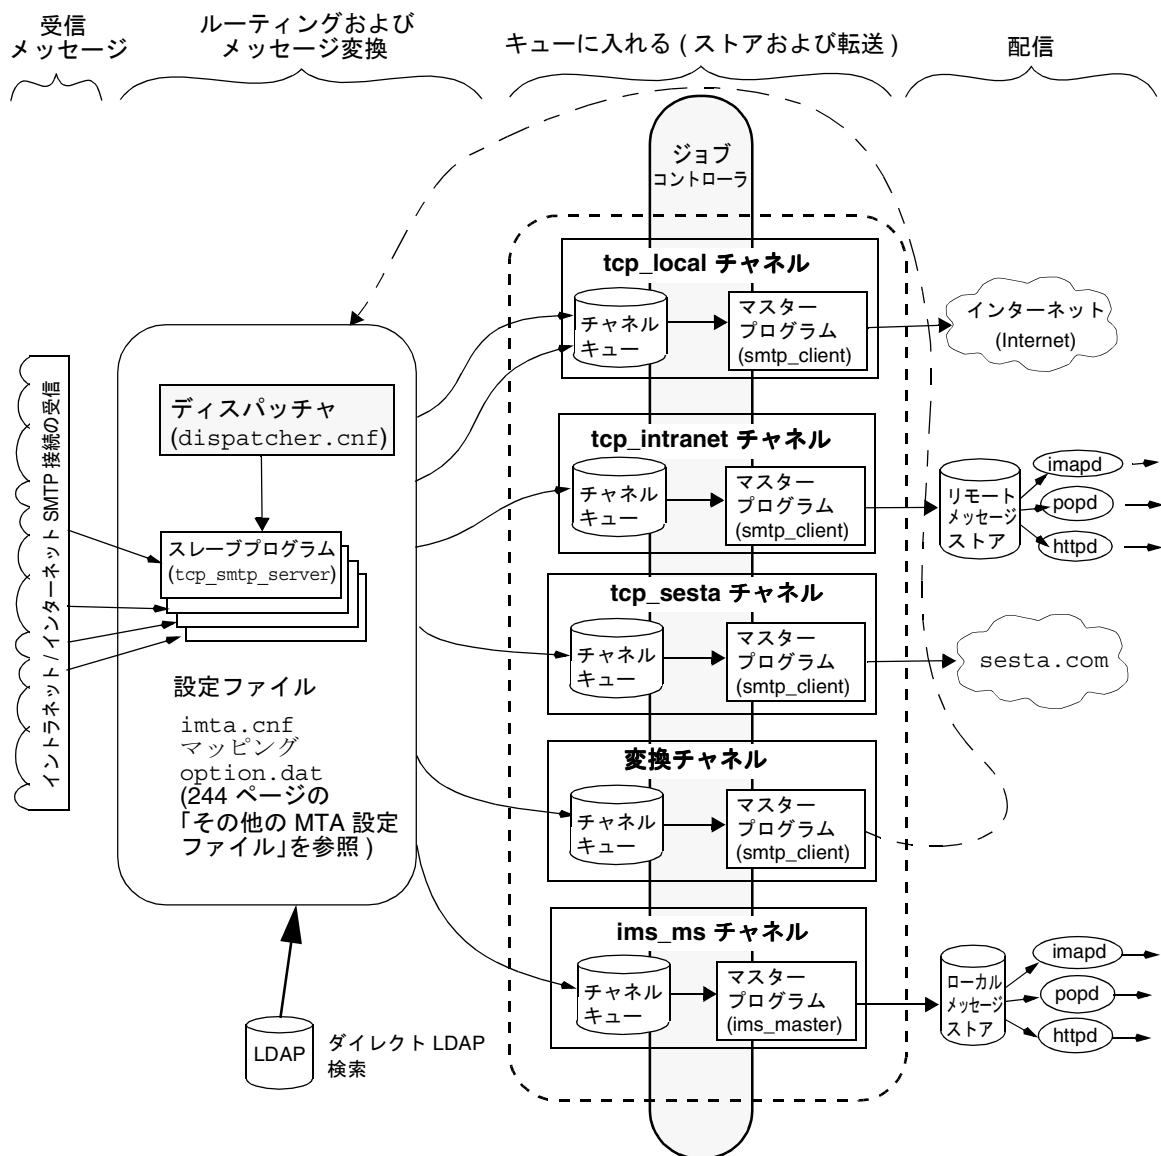 受信
メッセージ
ルーティングおよび
メッセージ変換
キューに入れる ( ストアおよび転送 )
配信
ジョブ
コントローラ
イントラネット / インターネット SMTP 接続の受信
ディスパッチャ
(dispatcher.cnf)
スレーブプログラム
(tcp_smtp_server)
設定ファイル
imta.cnf
マッピング
option.dat
(244 ページの
「その他の MTA 設定
ファイル」を参照 )
LDAP
ダイレクト LDAP
検索
tcp_local チャネル
チャネル
キュー
マスター
プログラム
(smtp_client)
インターネット
(Internet)
tcp_intranet チャネル
チャネル
キュー
マスター
プログラム
(smtp_client)
リモート
メッセージ
ストア
imapd
popd
httpd
tcp_sesta チャネル
チャネル
キュー
マスター
プログラム
(smtp_client)
sesta.com
変換チャネル
チャネル
キュー
マスター
プログラム
(smtp_client)
ims_ms チャネル
チャネル
キュー
マスター
プログラム
(ims_master)
ローカル
メッセージ
ストア
imapd
popd
httpd